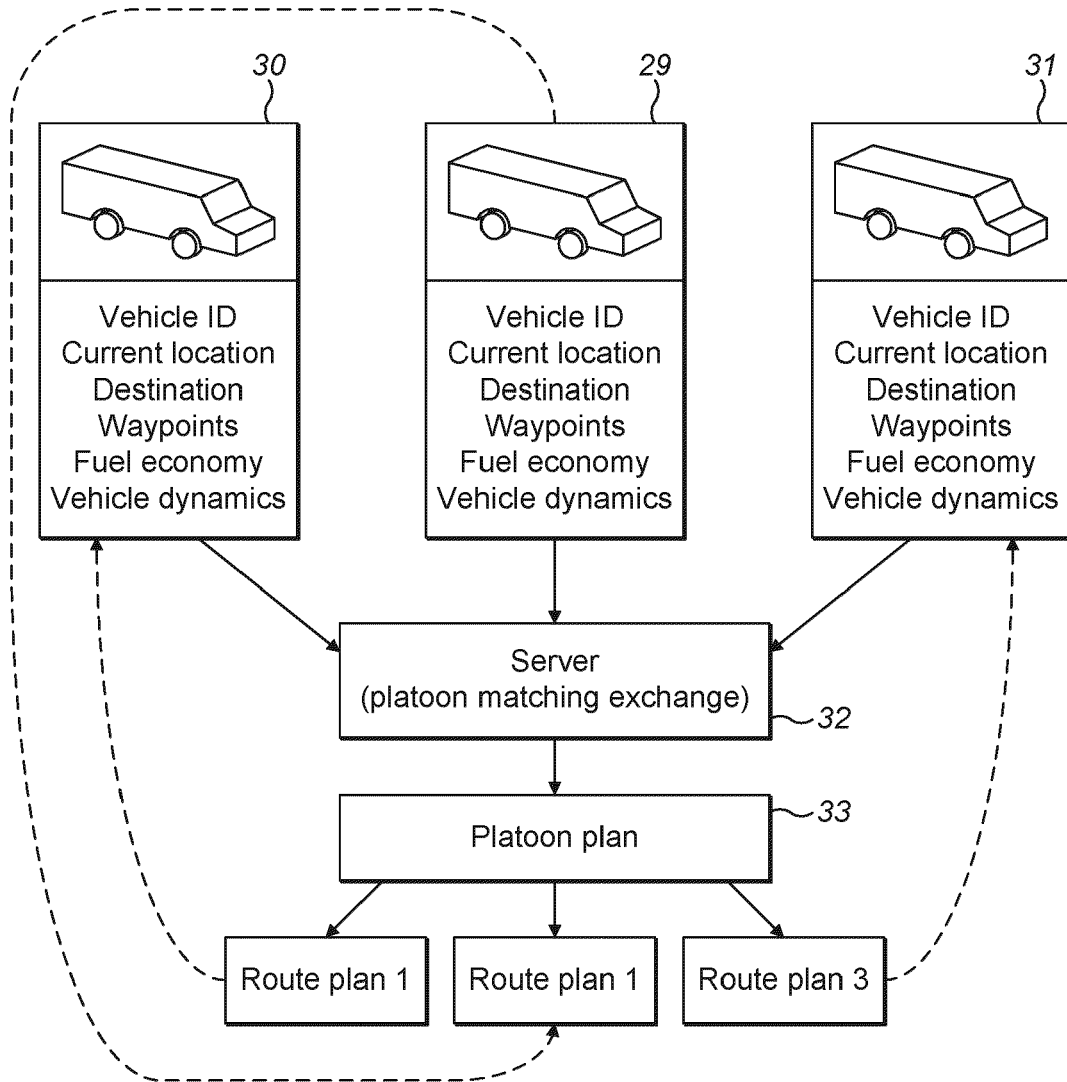 30
29
31
Vehicle ID
Current location
Destination
Waypoints
Fuel economy
Vehicle dynamics
Vehicle ID
Current location
Destination
Waypoints
Fuel economy
Vehicle dynamics
Vehicle ID
Current location
Destination
Waypoints
Fuel economy
Vehicle dynamics
Server
(platoon matching exchange)
32
Platoon plan
33
Route plan 1
Route plan 1
Route plan 3